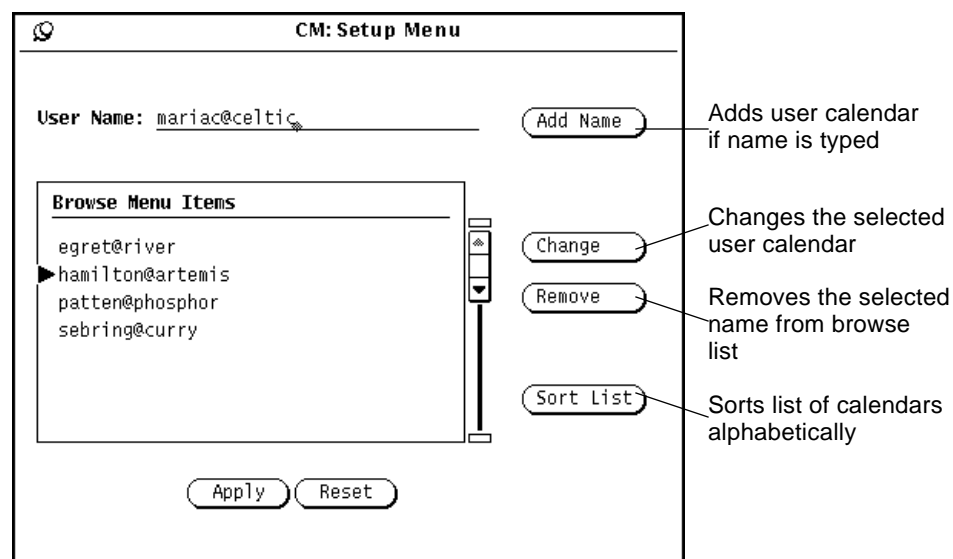 CM: Setup Menu
User Name: mariac@celtic
Add Name
Adds user calendar
if name is typed
Browse Menu Items
egret@river
hamilton@artemis
patten@phosphor
sebring@curry
Change
Changes the selected
user calendar
Remove
Removes the selected
name from browse
list
Sort List
Sorts list of calendars
alphabetically
Apply
Reset